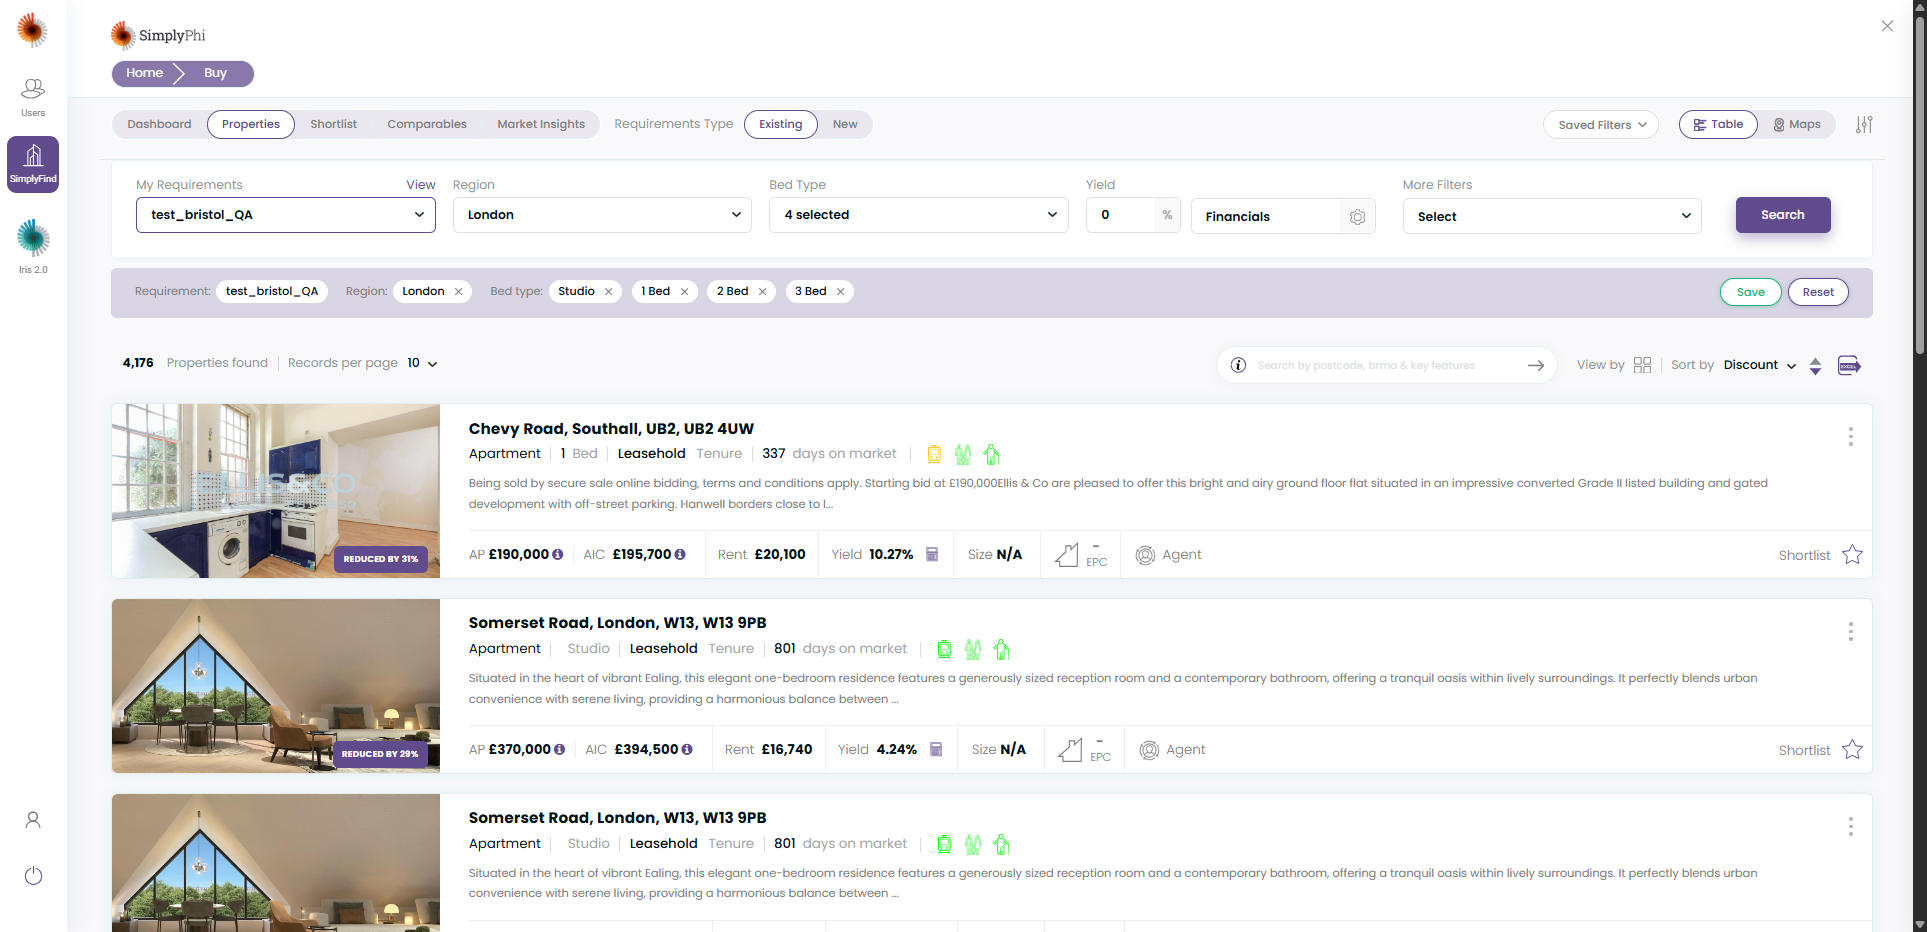 SimplyPhi
Home Buy
Users
SimplyFind
Iris 2.0
Dashboard Properties Shortlist Comparables Market Insights Requirements Type Existing New Saved Filters Table Maps
My Requirements View Region Bed Type Yield More Filters
test_bristol_QA London 4 selected 0 % Financials Select Search
Requirement: test_bristol_QA Region: London Bed type: Studio 1 Bed 2 Bed 3 Bed Save Reset
4,176 Properties found Records per page 10 Search by postcode, brma & key features View by Sort by Discount EXCEL
Chevy Road, Southall, UB2, UB2 4UW
Apartment 1 Bed Leasehold Tenure 337 days on market
Being sold by secure sale online bidding, terms and conditions apply. Starting bid at £190,000Ellis & Co are pleased to offer this bright and airy ground floor flat situated in an impressive converted Grade II listed building and gated
development with off-street parking. Hanwell borders close to l...
ELLIS&CO
REDUCED BY 31%
AP £190,000 AIC £195,700 Rent £20,100 Yield 10.27% Size N/A - EPC Agent Shortlist
Somerset Road, London, W13, W13 9PB
Apartment Studio Leasehold Tenure 801 days on market
Situated in the heart of vibrant Ealing, this elegant one-bedroom residence features a generously sized reception room and a contemporary bathroom, offering a tranquil oasis within lively surroundings. It perfectly blends urban
convenience with serene living, providing a harmonious balance between ...
REDUCED BY 29%
AP £370,000 AIC £394,500 Rent £16,740 Yield 4.24% Size N/A - EPC Agent Shortlist
Somerset Road, London, W13, W13 9PB
Apartment Studio Leasehold Tenure 801 days on market
Situated in the heart of vibrant Ealing, this elegant one-bedroom residence features a generously sized reception room and a contemporary bathroom, offering a tranquil oasis within lively surroundings. It perfectly blends urban
convenience with serene living, providing a harmonious balance between ...